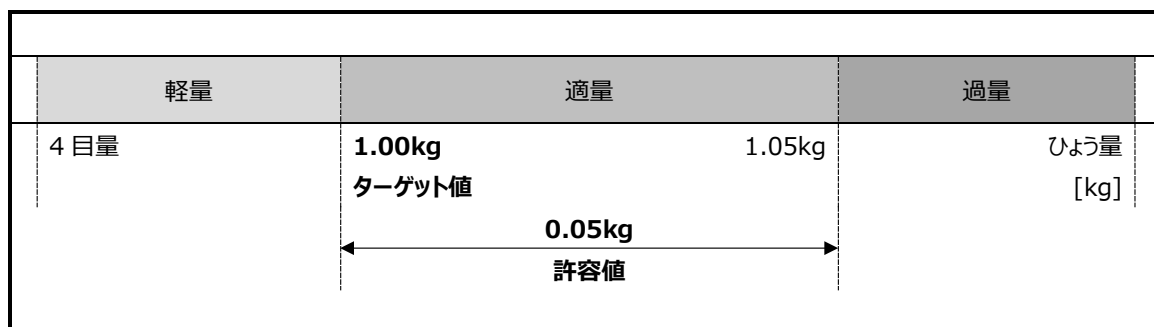 軽量 適量 過量
4 目量 1.00kg 1.05kg ひょう量
ターゲット値 [kg]
0.05kg
許容値